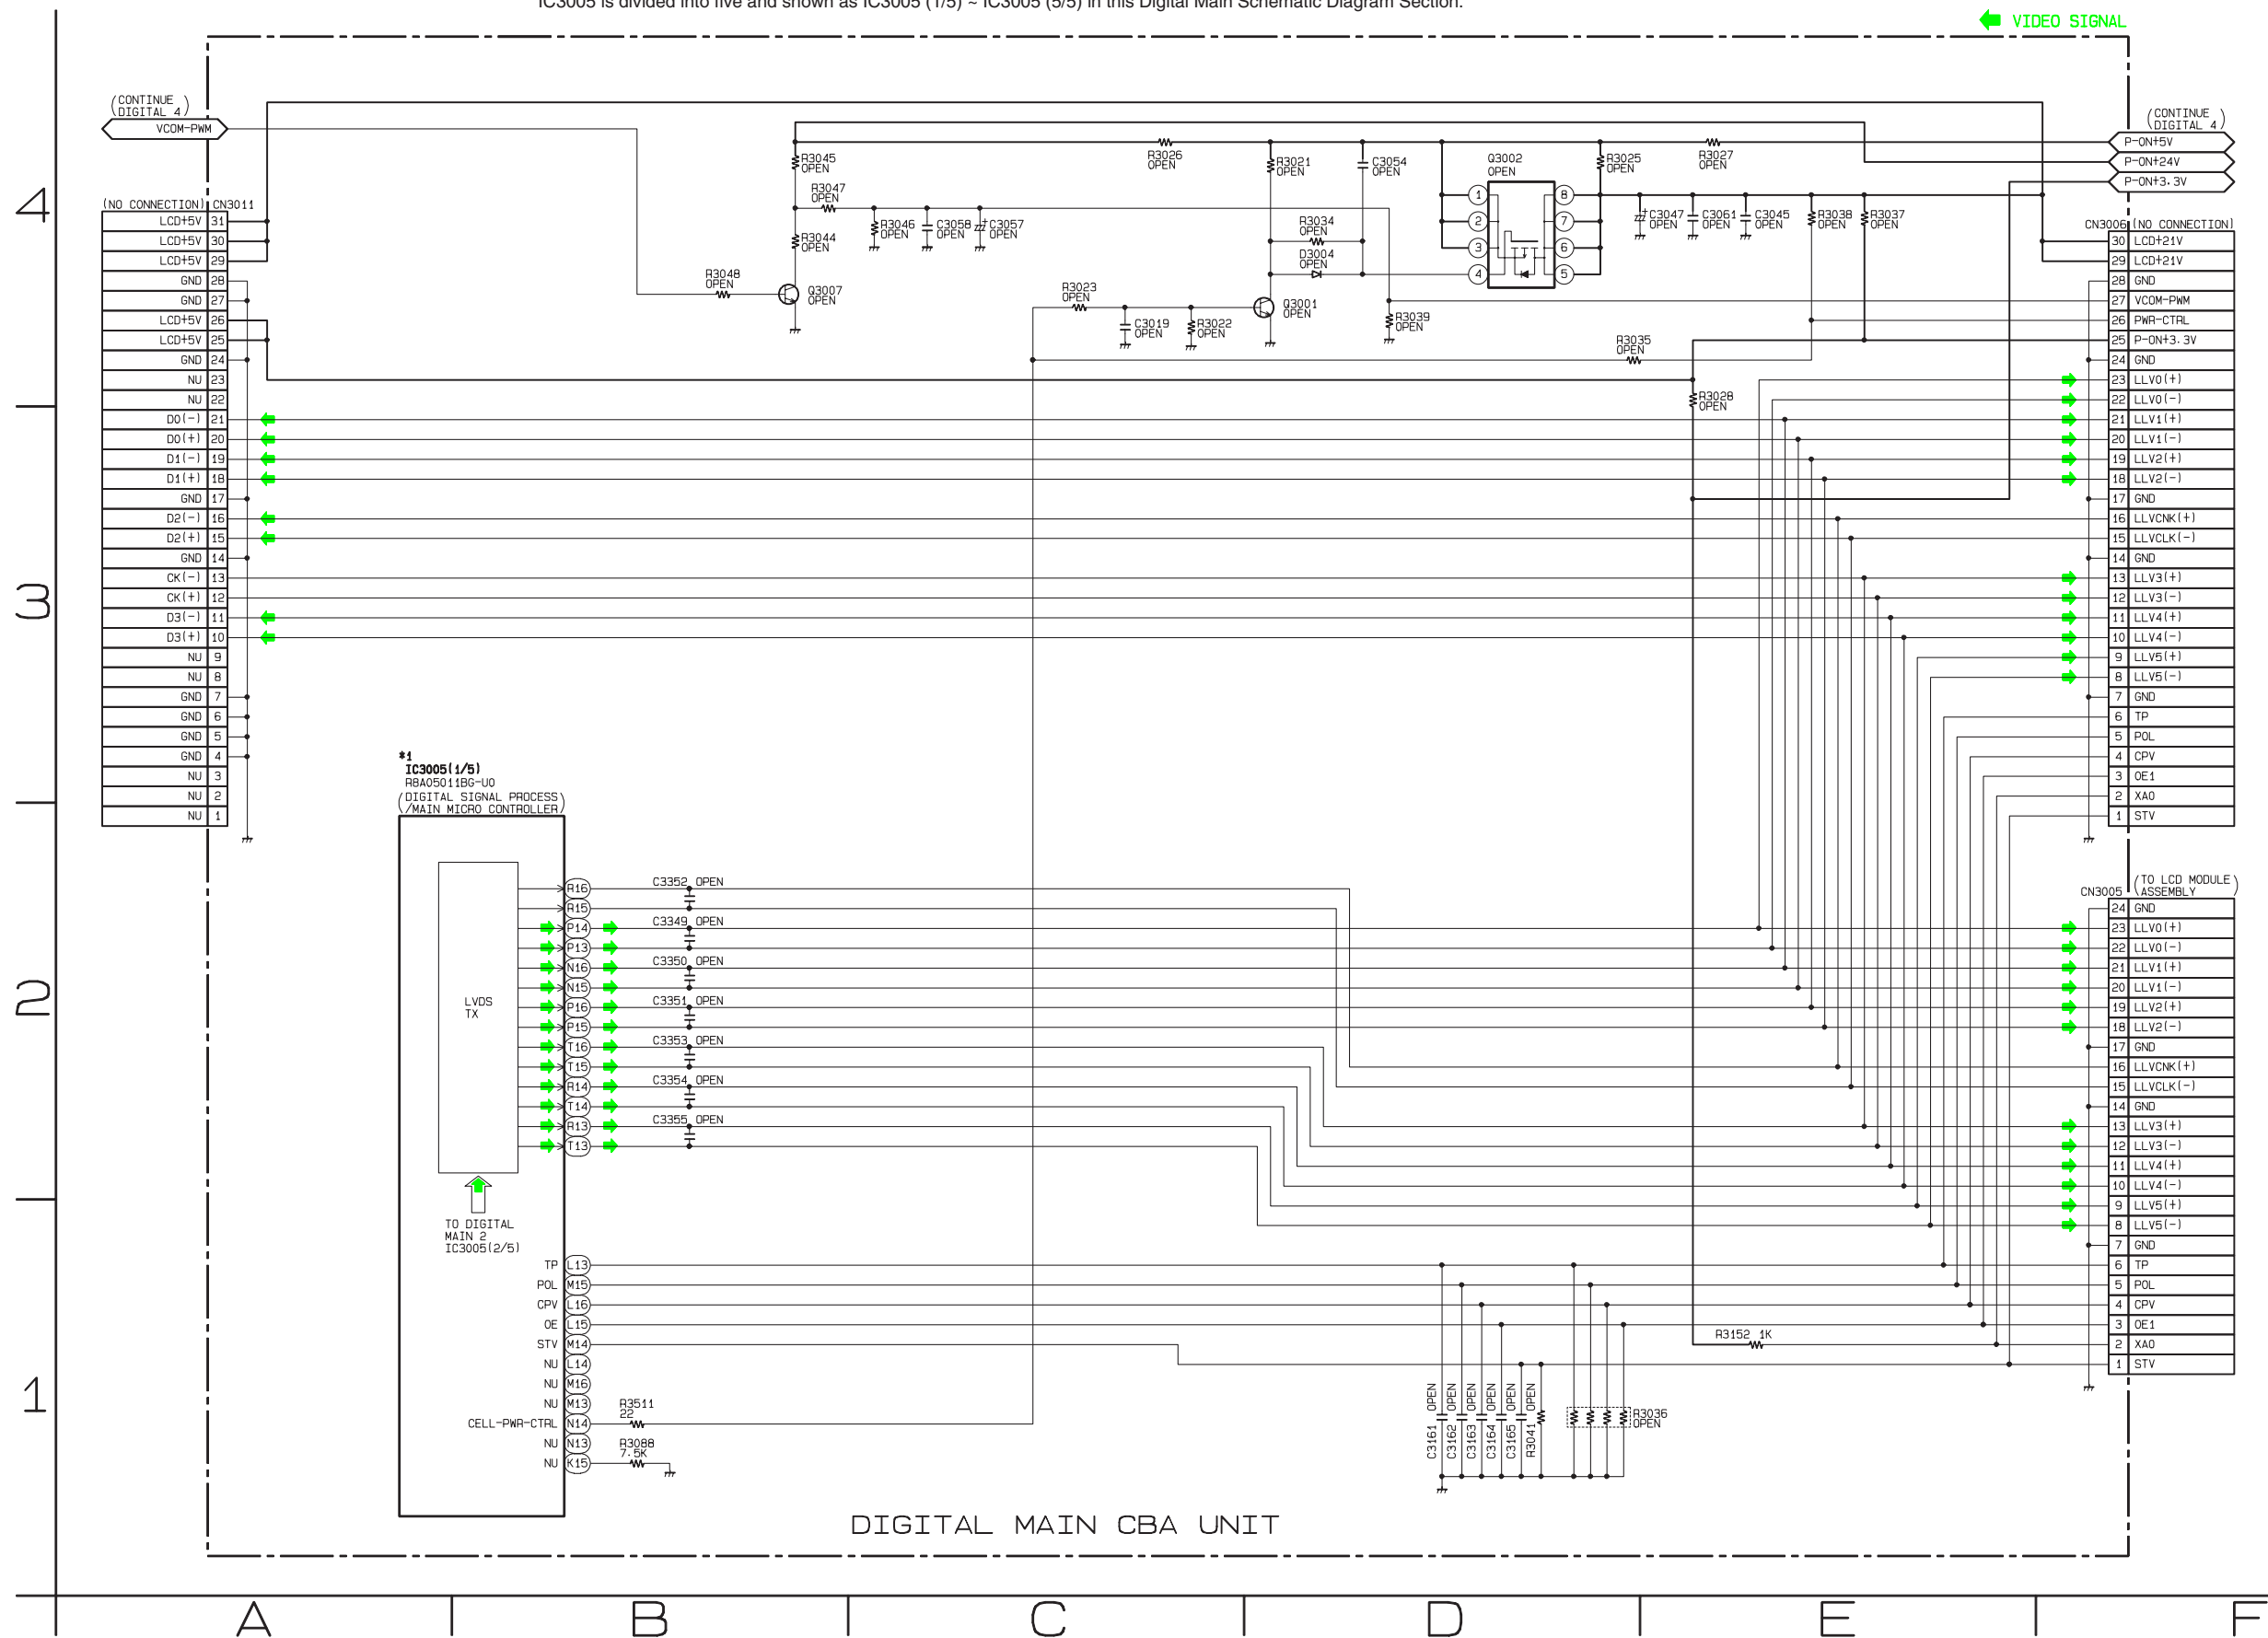 IC3005 is divided into five and shown as IC3005 (1/5) ~ IC3005 (5/5) in this Digital Main Schematic Diagram Section.
VIDEO SIGNAL
(CONTINUE
DIGITAL 4)
VCOM-PWM
(CONTINUE
DIGITAL 4)
P-ON+5V
P-ON+24V
P-ON+3.3V
(NO CONNECTION) CN3011
LCD+5V 31
LCD+5V 30
LCD+5V 29
GND 28
GND 27
LCD+5V 26
LCD+5V 25
GND 24
NU 23
NU 22
D0(-) 21
D0(+) 20
D1(-) 19
D1(+) 18
GND 17
D2(-) 16
D2(+) 15
GND 14
CK(-) 13
CK(+) 12
D3(-) 11
D3(+) 10
NU 9
NU 8
GND 7
GND 6
GND 5
GND 4
NU 3
NU 2
NU 1
R3045
OPEN
R3047
OPEN
R3044
OPEN
R3046
OPEN
C3058
OPEN
C3057
OPEN
R3048
OPEN
Q3007
OPEN
R3026
OPEN
R3021
OPEN
C3054
OPEN
R3034
OPEN
D3004
OPEN
R3023
OPEN
C3019
OPEN
R3022
OPEN
Q3001
OPEN
R3039
OPEN
Q3002
OPEN
1
2
3
4
8
7
6
5
R3025
OPEN
R3027
OPEN
C3047
OPEN
C3061
OPEN
C3045
OPEN
R3038
OPEN
R3037
OPEN
R3035
OPEN
R3028
OPEN
CN3006 (NO CONNECTION)
30 LCD+21V
29 LCD+21V
28 GND
27 VCOM-PWM
26 PWR-CTRL
25 P-ON+3.3V
24 GND
23 LLV0(+)
22 LLV0(-)
21 LLV1(+)
20 LLV1(-)
19 LLV2(+)
18 LLV2(-)
17 GND
16 LLVCNK(+)
15 LLVCLK(-)
14 GND
13 LLV3(+)
12 LLV3(-)
11 LLV4(+)
10 LLV4(-)
9 LLV5(+)
8 LLV5(-)
7 GND
6 TP
5 POL
4 CPV
3 OE1
2 XAO
1 STV
*1
IC3005(1/5)
R8A05011BG-U0
(DIGITAL SIGNAL PROCESS)
(/MAIN MICRO CONTROLLER)
LVDS
TX
TO DIGITAL
MAIN 2
IC3005(2/5)
R16
R15
P14
P13
N16
N15
P16
P15
T16
T15
R14
T14
R13
T13
C3352 OPEN
C3349 OPEN
C3350 OPEN
C3351 OPEN
C3353 OPEN
C3354 OPEN
C3355 OPEN
TP L13
POL M15
CPV L16
OE L15
STV M14
NU L14
NU M16
NU M13
CELL-PWR-CTRL N14
NU N13
NU K15
R3511
22
R3088
7.5K
C3161 OPEN
C3162 OPEN
C3163 OPEN
C3164 OPEN
C3165 OPEN
R3041 OPEN
R3036
OPEN
R3152 1K
CN3005 (TO LCD MODULE
ASSEMBLY)
24 GND
23 LLV0(+)
22 LLV0(-)
21 LLV1(+)
20 LLV1(-)
19 LLV2(+)
18 LLV2(-)
17 GND
16 LLVCNK(+)
15 LLVCLK(-)
14 GND
13 LLV3(+)
12 LLV3(-)
11 LLV4(+)
10 LLV4(-)
9 LLV5(+)
8 LLV5(-)
7 GND
6 TP
5 POL
4 CPV
3 OE1
2 XAO
1 STV
DIGITAL MAIN CBA UNIT
4
3
2
1
A B C D E F